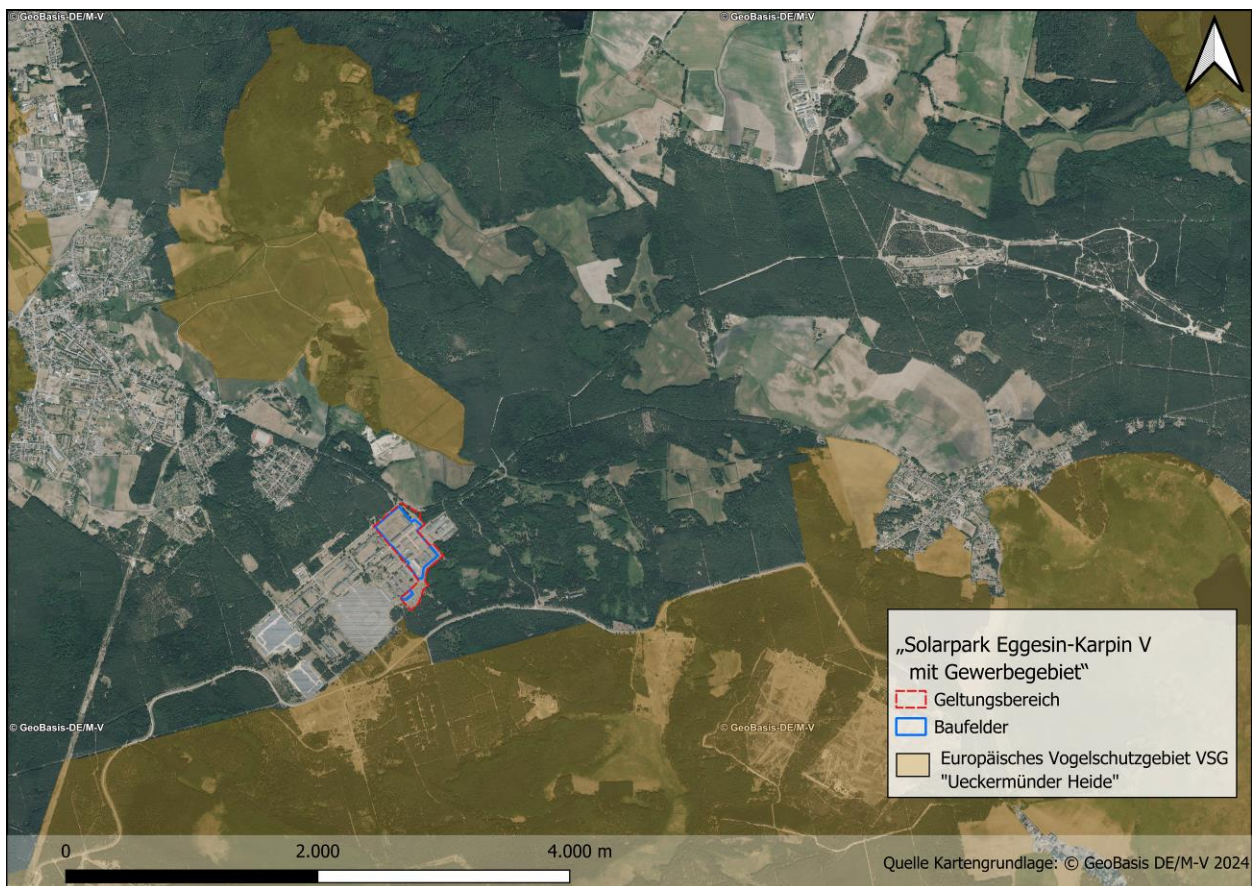 © GeoBasis-DE/M-V
© GeoBasis-DE/M-V
„Solarpark Eggesin-Karpin V
mit Gewerbegebiet“
Geltungsbereich
Baufelder
Europäisches Vogelschutzgebiet VSG
"Ueckermünder Heide"
© GeoBasis-DE/M-V
© GeoBasis-DE/M-V
0
2.000
4.000 m
Quelle Kartengrundlage: © GeoBasis DE/M-V 2024